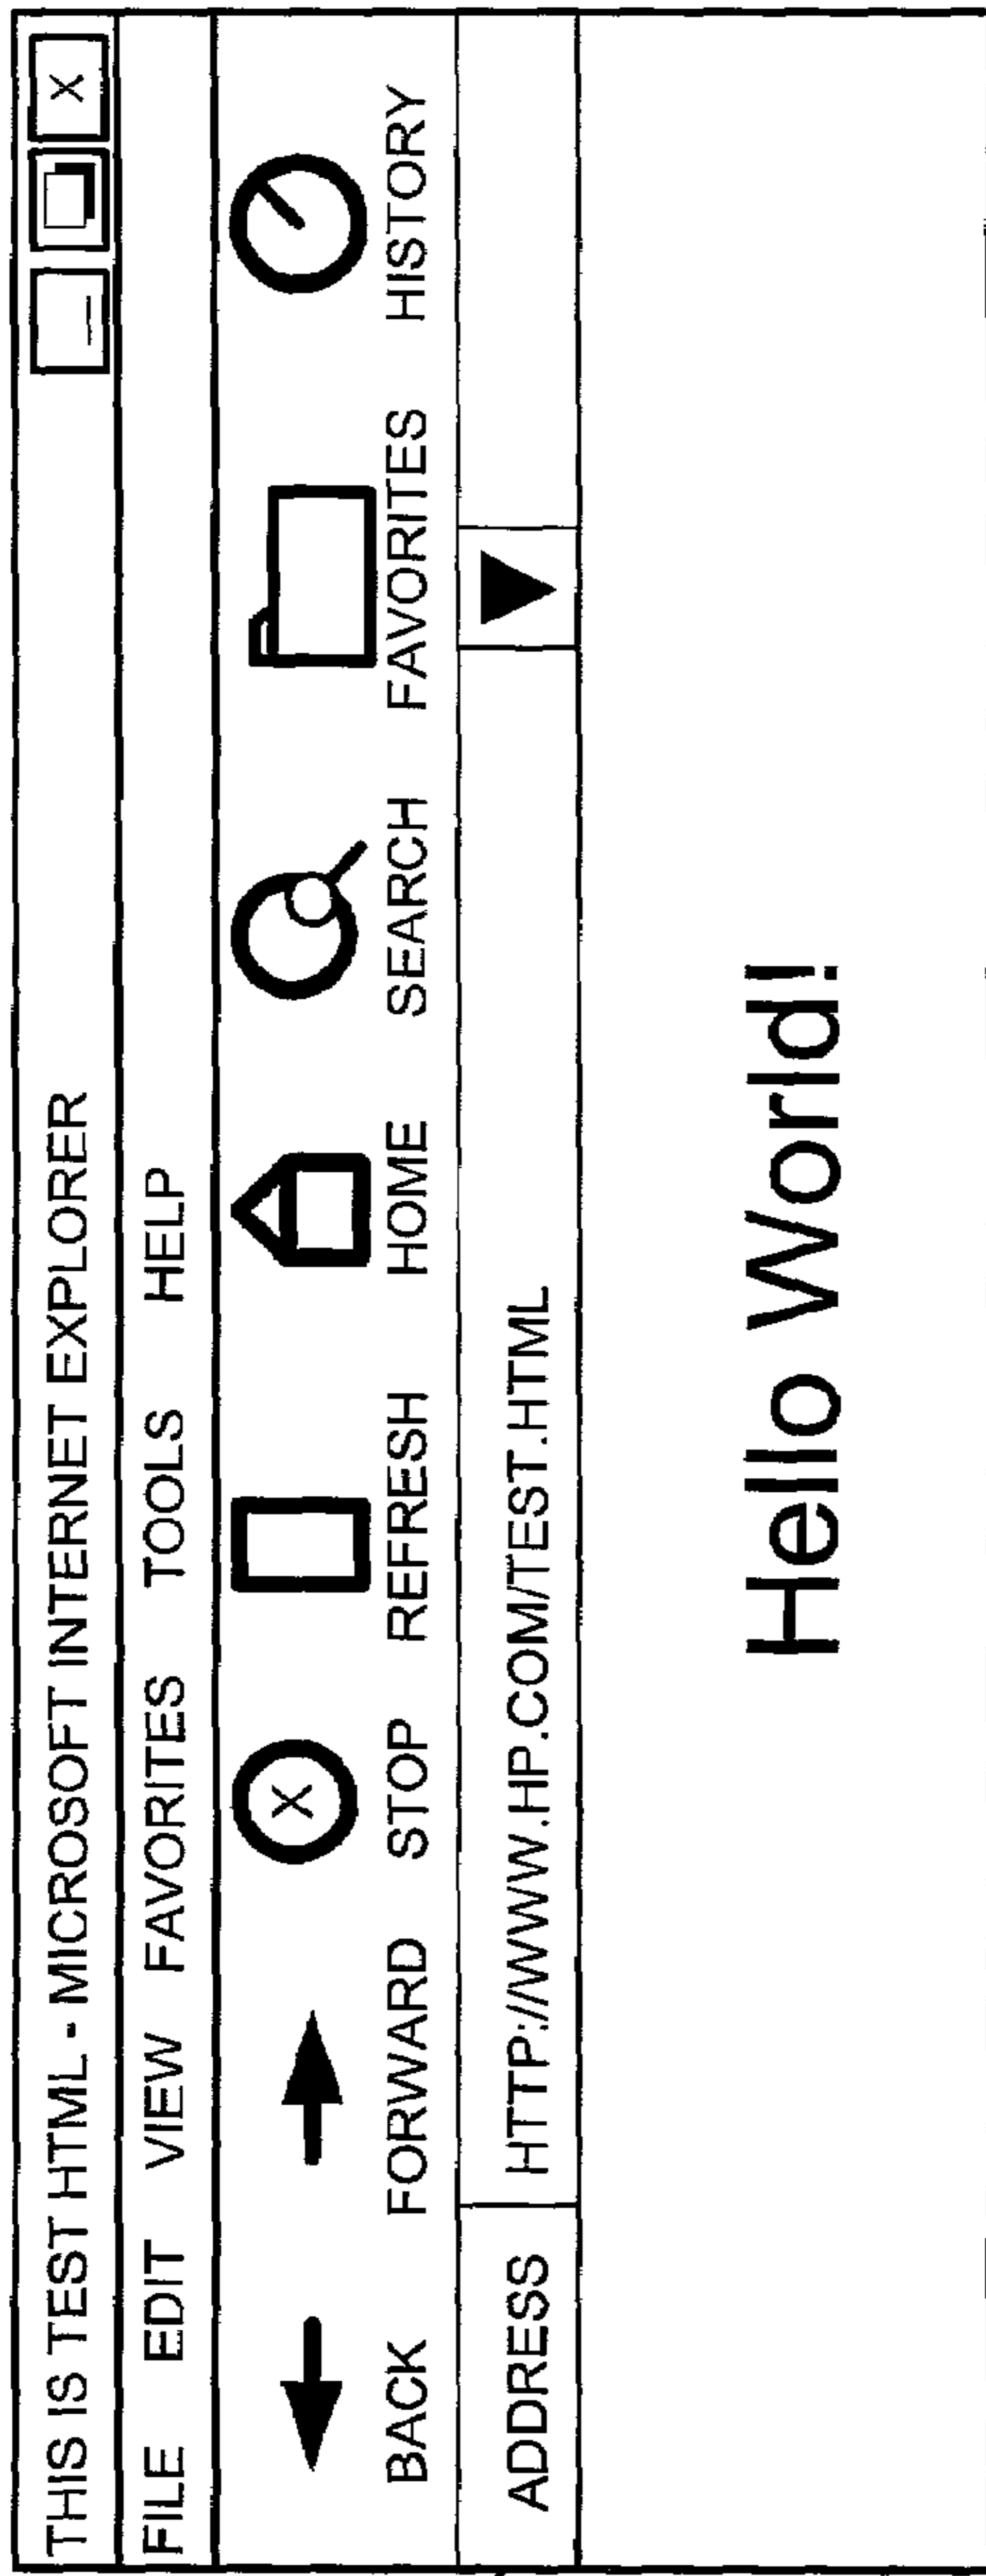 THIS IS TEST HTML - MICROSOFT INTERNET EXPLORER X
FILE EDIT VIEW FAVORITES TOOLS HELP
X
BACK FORWARD STOP REFRESH HOME SEARCH FAVORITES HISTORY
ADDRESS HTTP://WWW.HP.COM/TEST.HTML
Hello World!